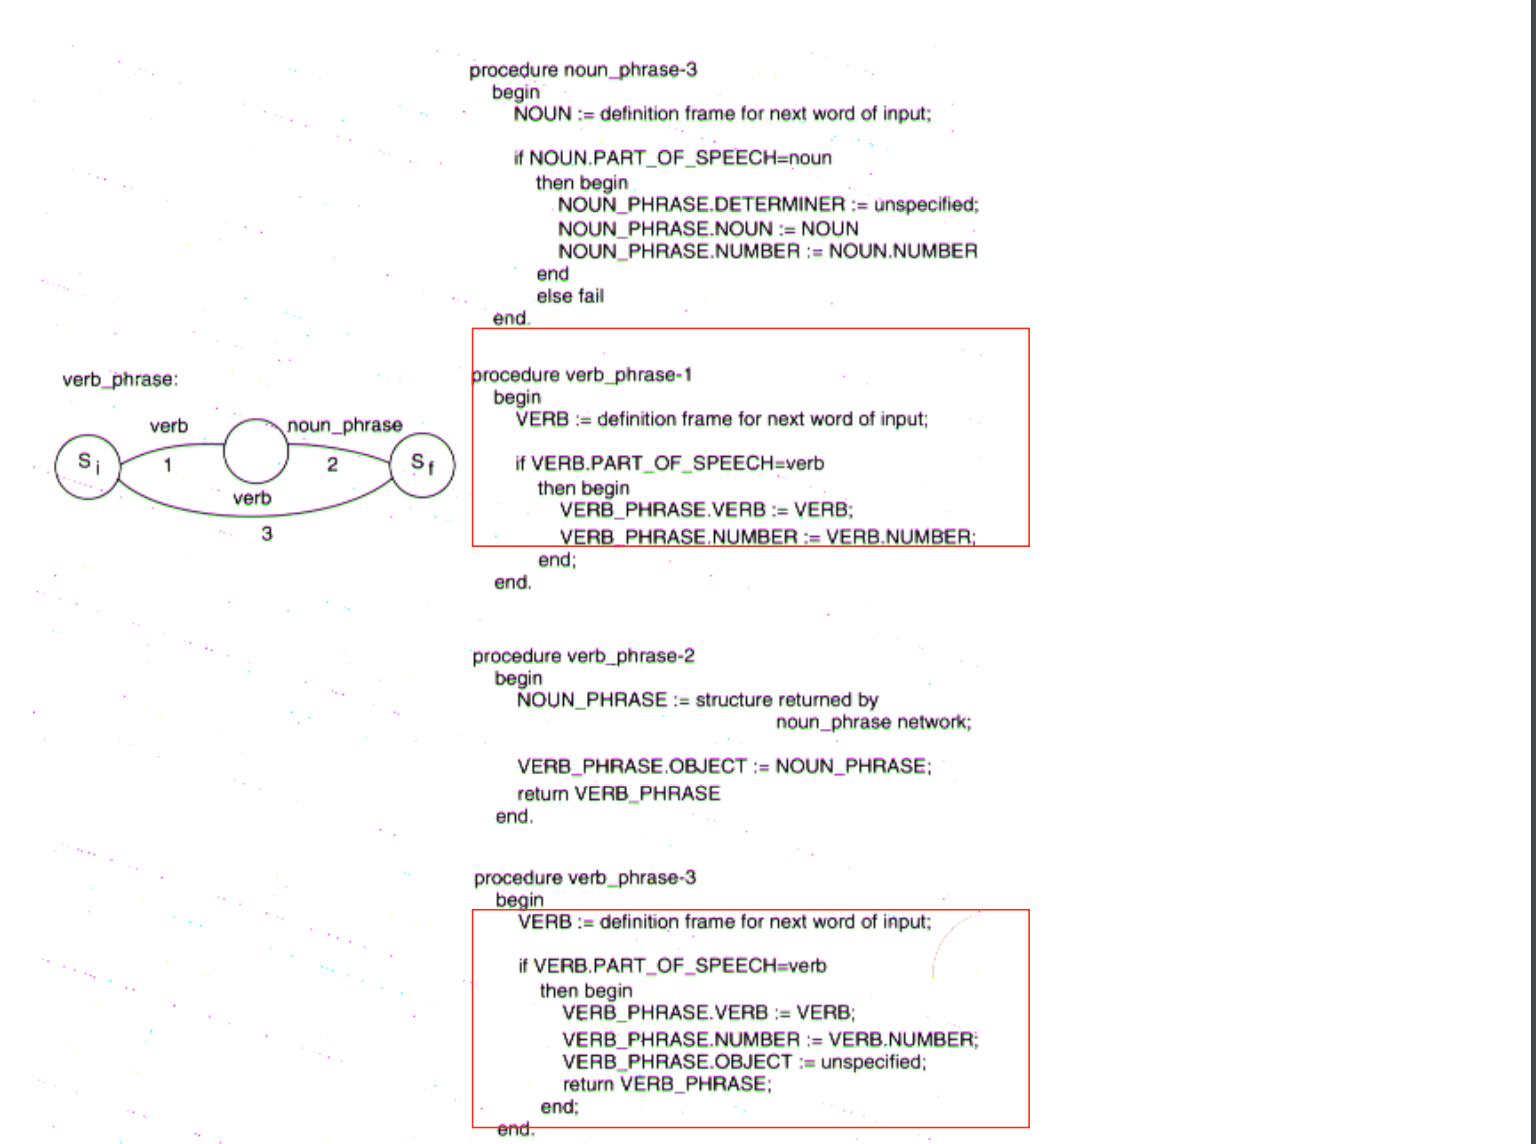 procedure noun_phrase-3
begin
NOUN := definition frame for next word of input;
if NOUN.PART_OF_SPEECH=noun
then begin
NOUN_PHRASE.DETERMINER := unspecified;
NOUN_PHRASE.NOUN := NOUN
NOUN_PHRASE.NUMBER := NOUN.NUMBER
end
else fail
end.
verb_phrase:
verb
noun_phrase
S i
1
2
S f
verb
3
procedure verb_phrase-1
begin
VERB := definition frame for next word of input;
if VERB.PART_OF_SPEECH=verb
then begin
VERB_PHRASE.VERB := VERB;
VERB_PHRASE.NUMBER := VERB.NUMBER;
end;
end.
procedure verb_phrase-2
begin
NOUN_PHRASE := structure returned by
noun_phrase network;
VERB_PHRASE.OBJECT := NOUN_PHRASE;
return VERB_PHRASE
end.
procedure verb_phrase-3
begin
VERB := definition frame for next word of input;
if VERB.PART_OF_SPEECH=verb
then begin
VERB_PHRASE.VERB := VERB;
VERB_PHRASE.NUMBER := VERB.NUMBER;
VERB_PHRASE.OBJECT := unspecified;
return VERB_PHRASE;
end;
end.